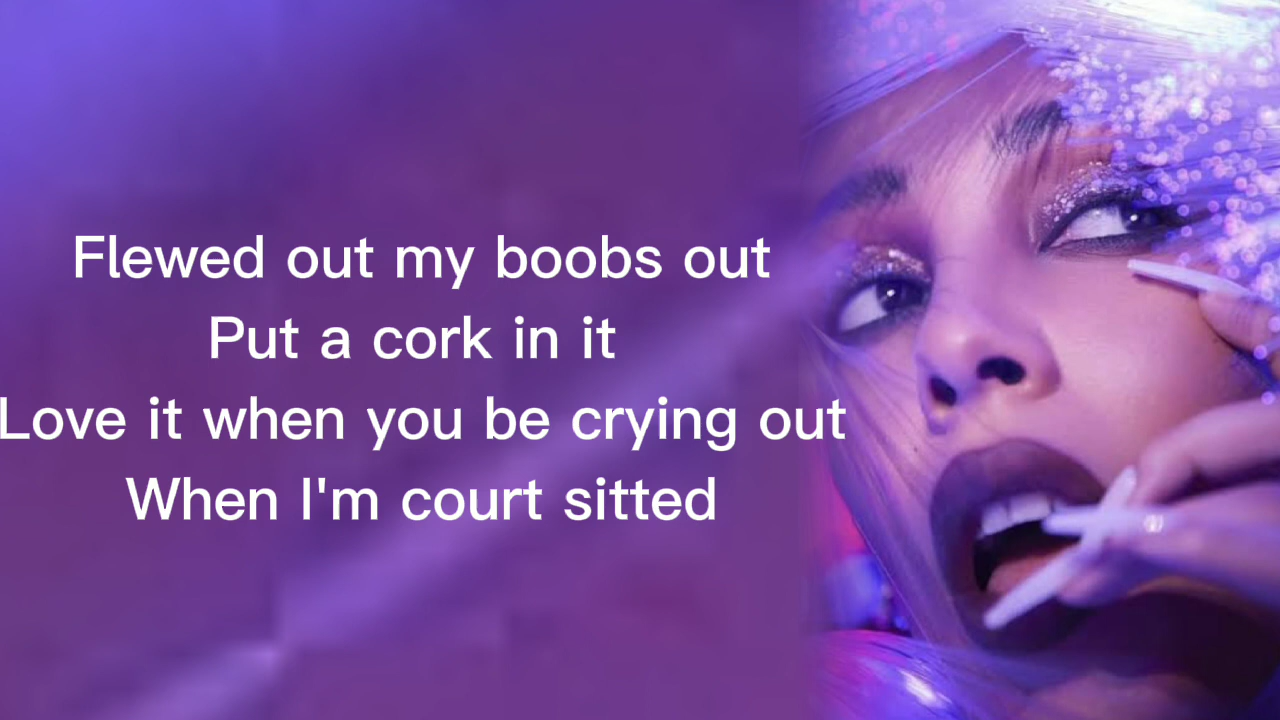 Flewed out my boobs out
Put a cork in it
Love it when you be crying out
When I'm court sitted